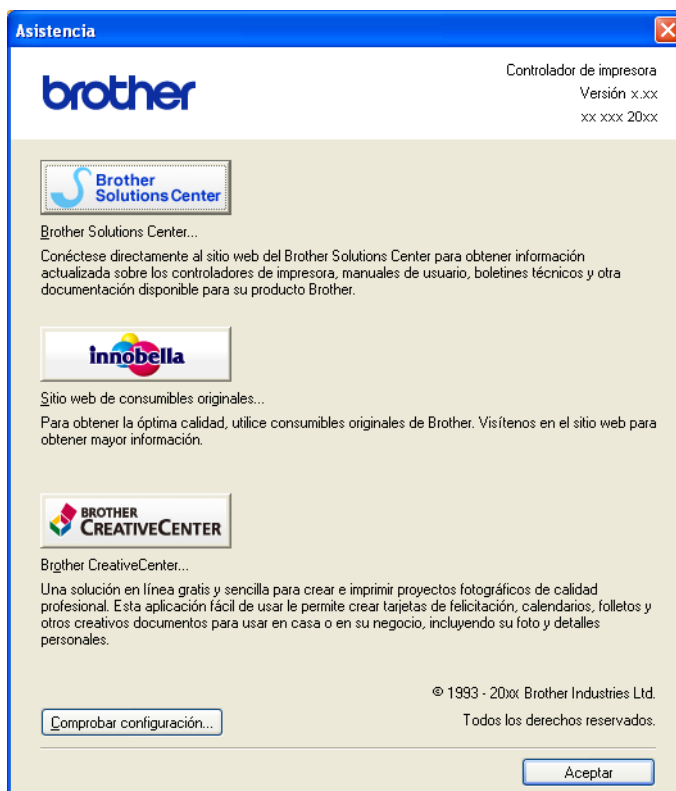 Asistencia
brother
Controlador de impresora
Versión x.xx
xx xxx 20xx
Brother
Solutions Center
Brother Solutions Center...
Conéctese directamente al sitio web del Brother Solutions Center para obtener información
actualizada sobre los controladores de impresora, manuales de usuario, boletines técnicos y otra
documentación disponible para su producto Brother.
innobella
Sitio web de consumibles originales...
Para obtener la óptima calidad, utilice consumibles originales de Brother. Visítenos en el sitio web para
obtener mayor información.
BROTHER
CREATIVECENTER
Brother CreativeCenter...
Una solución en línea gratis y sencilla para crear e imprimir proyectos fotográficos de calidad
profesional. Esta aplicación fácil de usar le permite crear tarjetas de felicitación, calendarios, folletos y
otros creativos documentos para usar en casa o en su negocio, incluyendo su foto y detalles
personales.
© 1993 - 20xx Brother Industries Ltd.
Comprobar configuración...
Todos los derechos reservados.
Aceptar